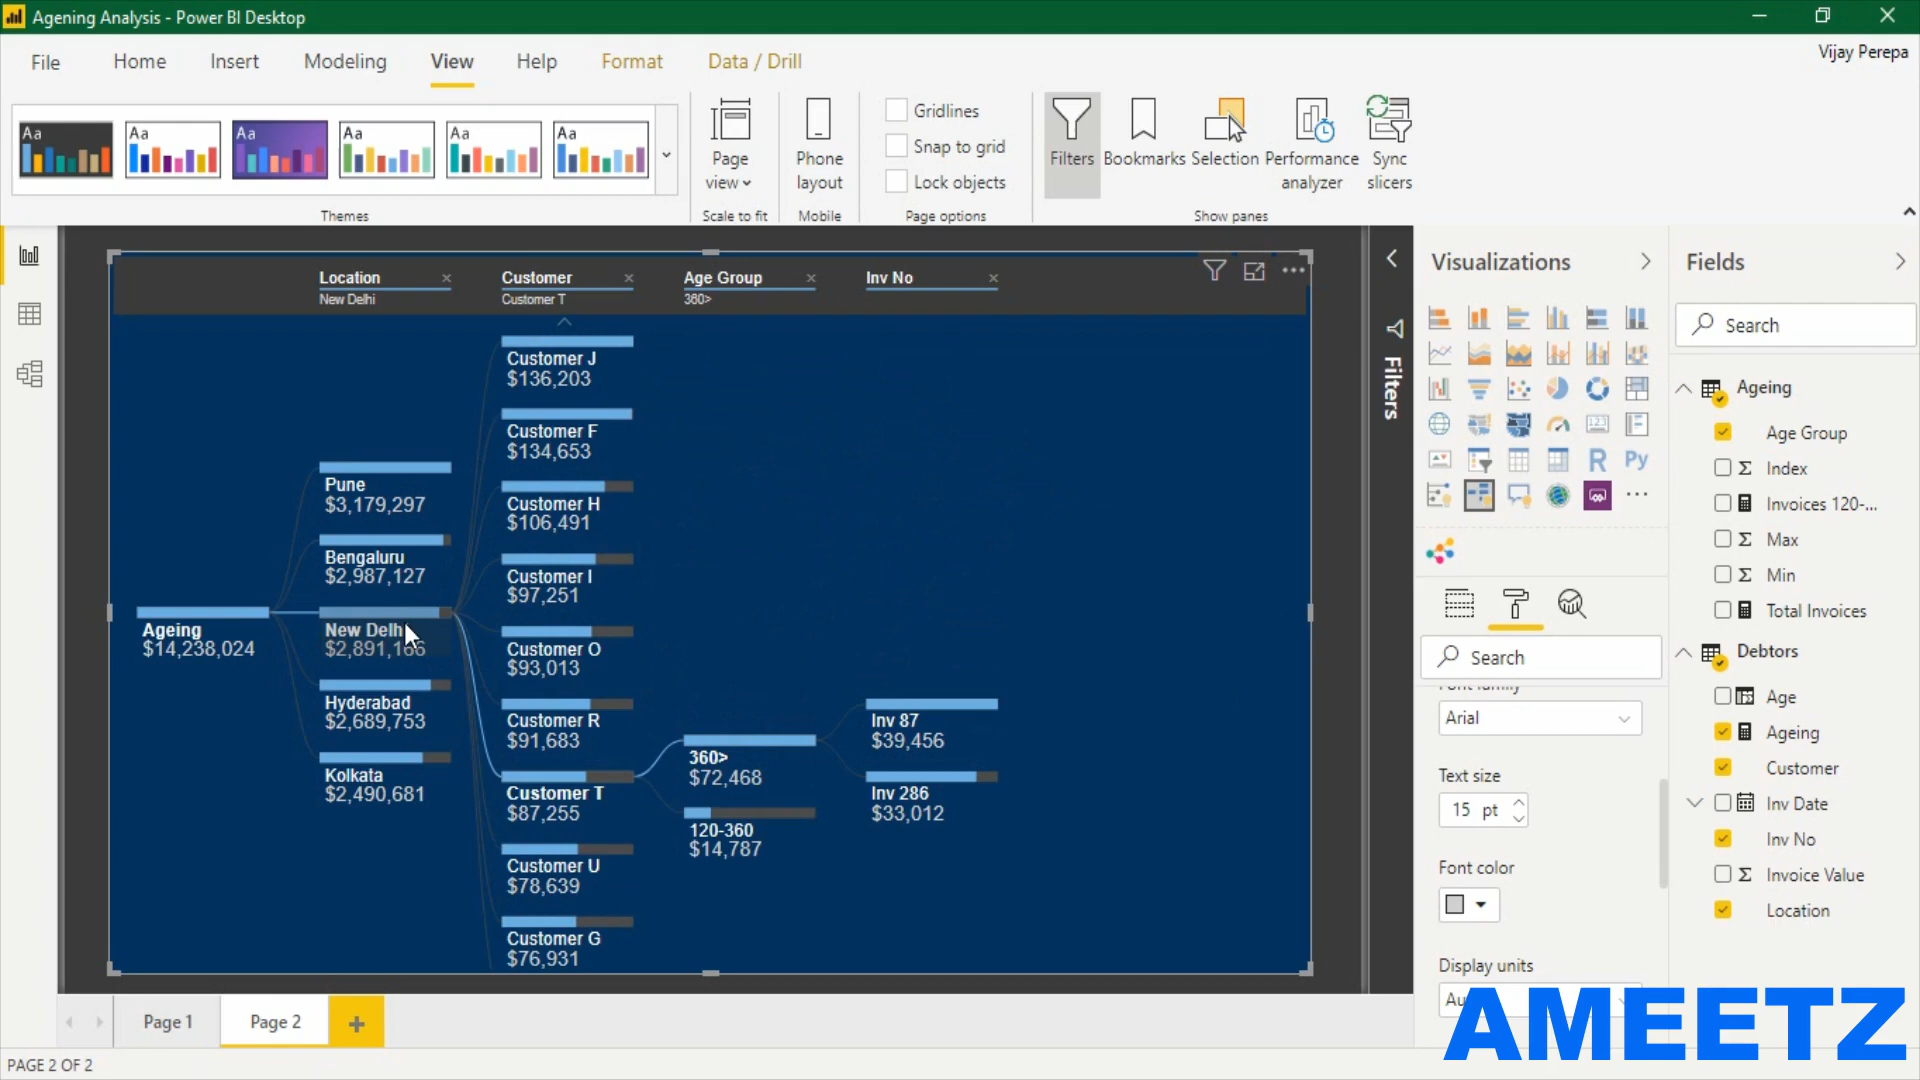 Agening Analysis - Power BI Desktop
Vijay Perepa
File Home Insert Modeling View Help Format Data / Drill
Aa Aa Aa Aa Aa Aa
Themes
Page view
Scale to fit
Phone layout
Mobile
Gridlines
Snap to grid
Lock objects
Page options
Filters Bookmarks Selection Performance analyzer Sync slicers
Show panes
Location
New Delhi
Customer
Customer T
Age Group
360>
Inv No
Ageing
$14,238,024
Pune
$3,179,297
Bengaluru
$2,987,127
New Delhi
$2,891,166
Hyderabad
$2,689,753
Kolkata
$2,490,681
Customer J
$136,203
Customer F
$134,653
Customer H
$106,491
Customer I
$97,251
Customer O
$93,013
Customer R
$91,683
Customer T
$87,255
Customer U
$78,639
Customer G
$76,931
360>
$72,468
120-360
$14,787
Inv 87
$39,456
Inv 286
$33,012
Filters
Visualizations
123
R
Py
Search
Font family
Arial
Text size
15 pt
Font color
Display units
Fields
Search
Ageing
Age Group
Index
Invoices 120-...
Max
Min
Total Invoices
Debtors
Age
Ageing
Customer
Inv Date
Inv No
Invoice Value
Location
Page 1
Page 2
PAGE 2 OF 2
AMEETZ